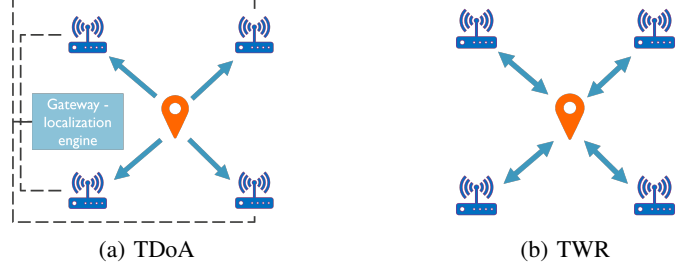 Gateway -
localization
engine
(a) TDoA
(b) TWR